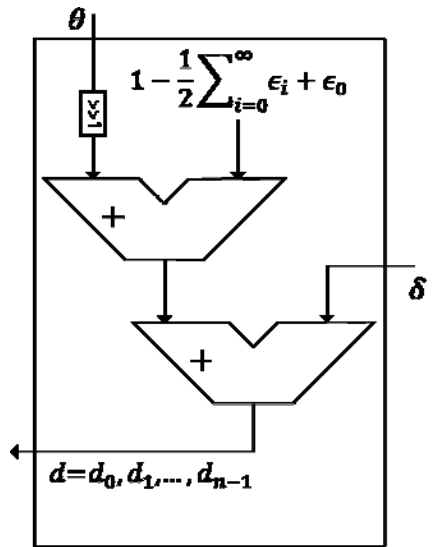 θ
1 − 1/2 ∑_{i=0}^{∞} ϵ_i + ϵ_0
>>1
+
δ
+
d=d_0, d_1,..., d_{n−1}